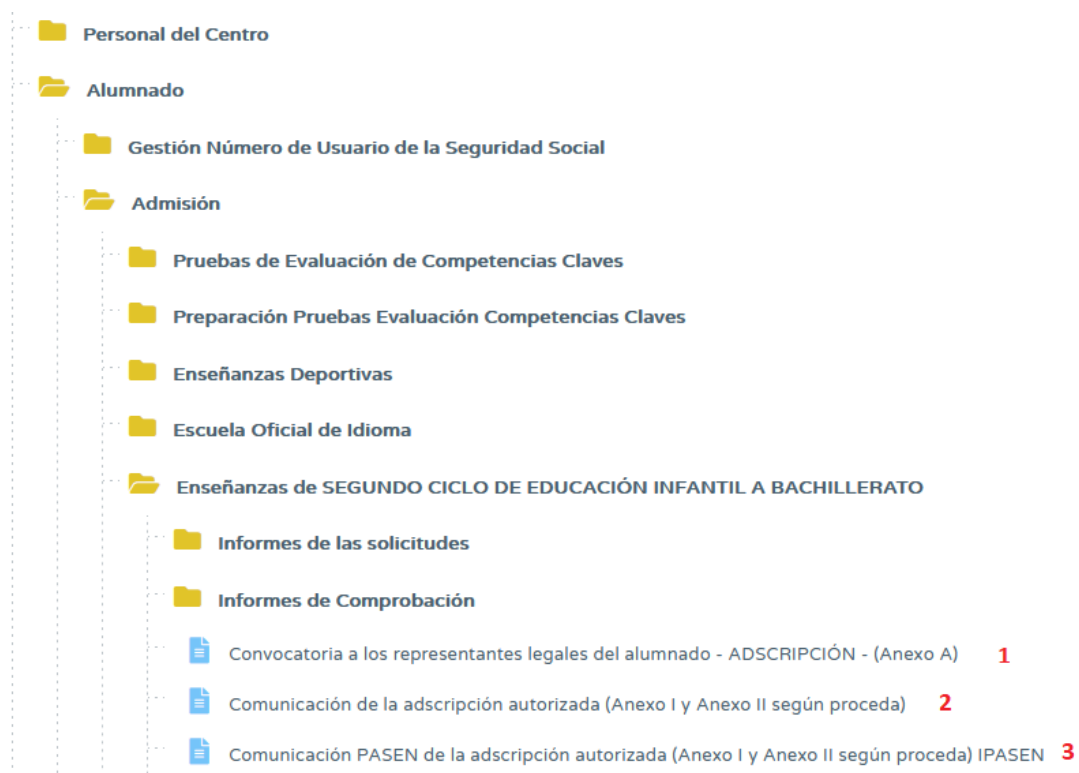 Personal del Centro
Alumnado
Gestión Número de Usuario de la Seguridad Social
Admisión
Pruebas de Evaluación de Competencias Claves
Preparación Pruebas Evaluación Competencias Claves
Enseñanzas Deportivas
Escuela Oficial de Idioma
Enseñanzas de SEGUNDO CICLO DE EDUCACIÓN INFANTIL A BACHILLERATO
Informes de las solicitudes
Informes de Comprobación
Convocatoria a los representantes legales del alumnado - ADSCRIPCIÓN - (Anexo A) 1
Comunicación de la adscripción autorizada (Anexo I y Anexo II según proceda) 2
Comunicación PASEN de la adscripción autorizada (Anexo I y Anexo II según proceda) IPASEN 3